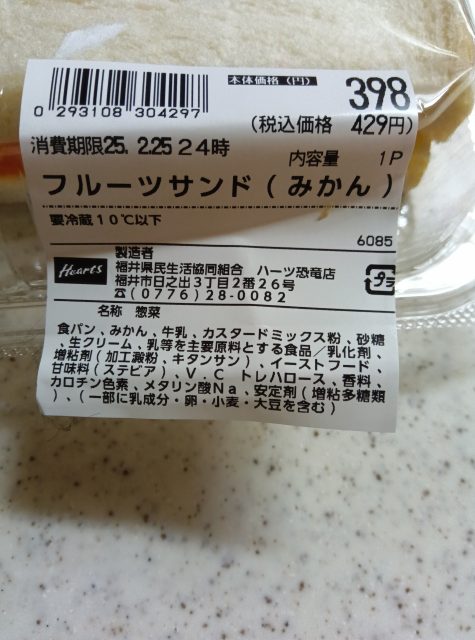 本体価格(円) 398
0 293108 304297
(税込価格 429円)
消費期限25. 2.25 24時
内容量 1P
フルーツサンド(みかん)
要冷蔵10℃以下
6085
製造者
Hearts 福井県民生活協同組合 ハーツ恐竜店
福井市日之出3丁目2番26号
☎(0776)28-0082
プラ
名称 惣菜
食パン、みかん、牛乳、カスタードミックス粉、砂糖
、生クリーム、乳等を主要原料とする食品/乳化剤、
増粘剤(加工澱粉、キタンサン)、イーストフード、
甘味料(ステビア)、V.C トレハロース、香料、
カロチン色素、メタリン酸Na、安定剤(増粘多糖類
)、(一部に乳成分・卵・小麦・大豆を含む)